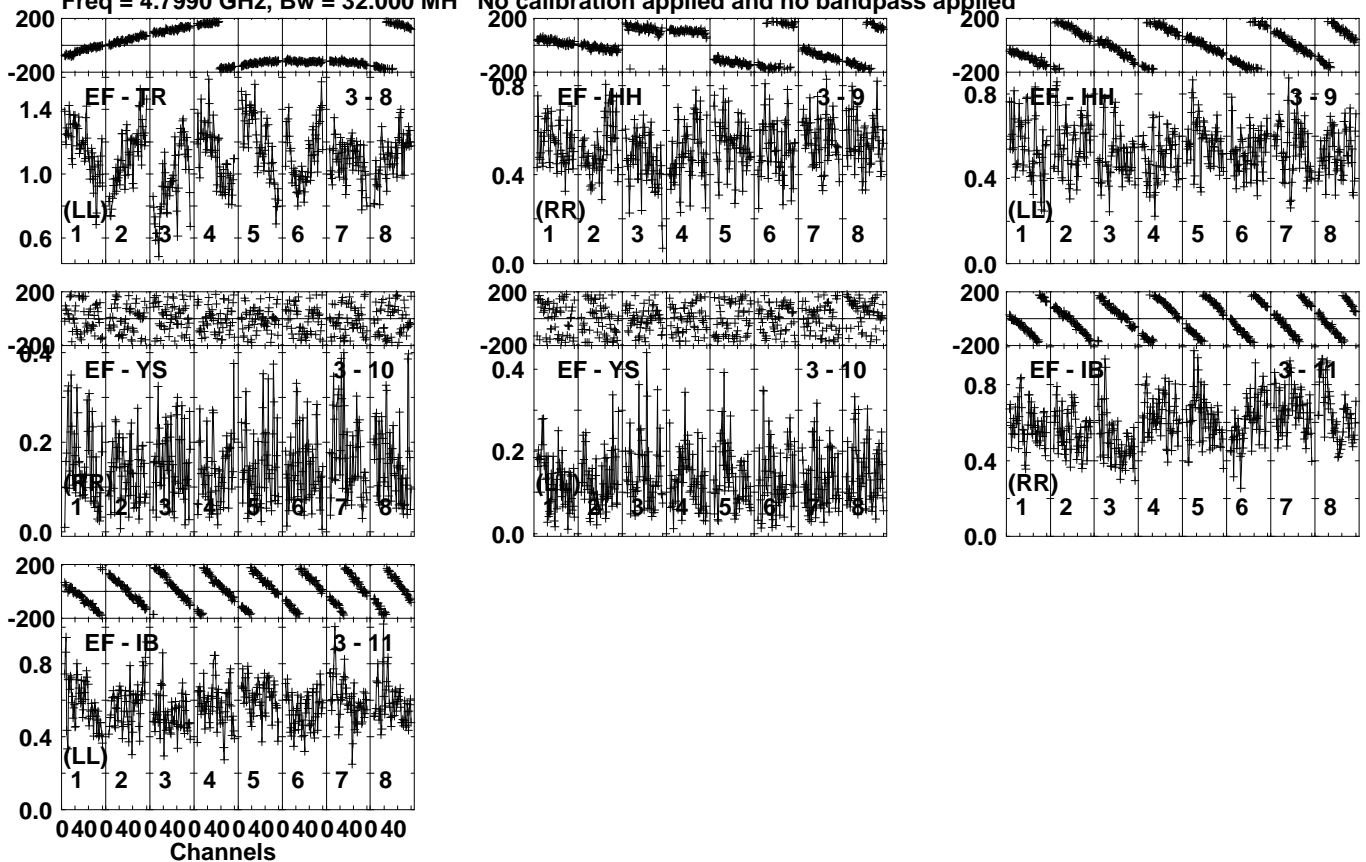 Freq = 4.7990 GHz, Bw = 32.000 MH No calibration applied and no bandpass applied
200
-200
1.4
1.0
0.6
EF - TR
3 - 8
(LL)
1 2 3 4 5 6 7 8
200
-200
0.8
0.4
0.0
EF - HH
3 - 9
(RR)
1 2 3 4 5 6 7 8
200
-200
0.8
0.4
0.0
EF - HH
3 - 9
(LL)
1 2 3 4 5 6 7 8
200
-200
0.4
0.2
0.0
EF - YS
3 - 10
(RR)
1 2 3 4 5 6 7 8
200
-200
0.4
0.2
0.0
EF - YS
3 - 10
(LL)
1 2 3 4 5 6 7 8
200
-200
0.8
0.4
0.0
EF - IB
3 - 11
(RR)
1 2 3 4 5 6 7 8
200
-200
0.8
0.4
0.0
EF - IB
3 - 11
(LL)
1 2 3 4 5 6 7 8
0 40 0 40 0 40 0 40 0 40 0 40 0 40 0 40
Channels